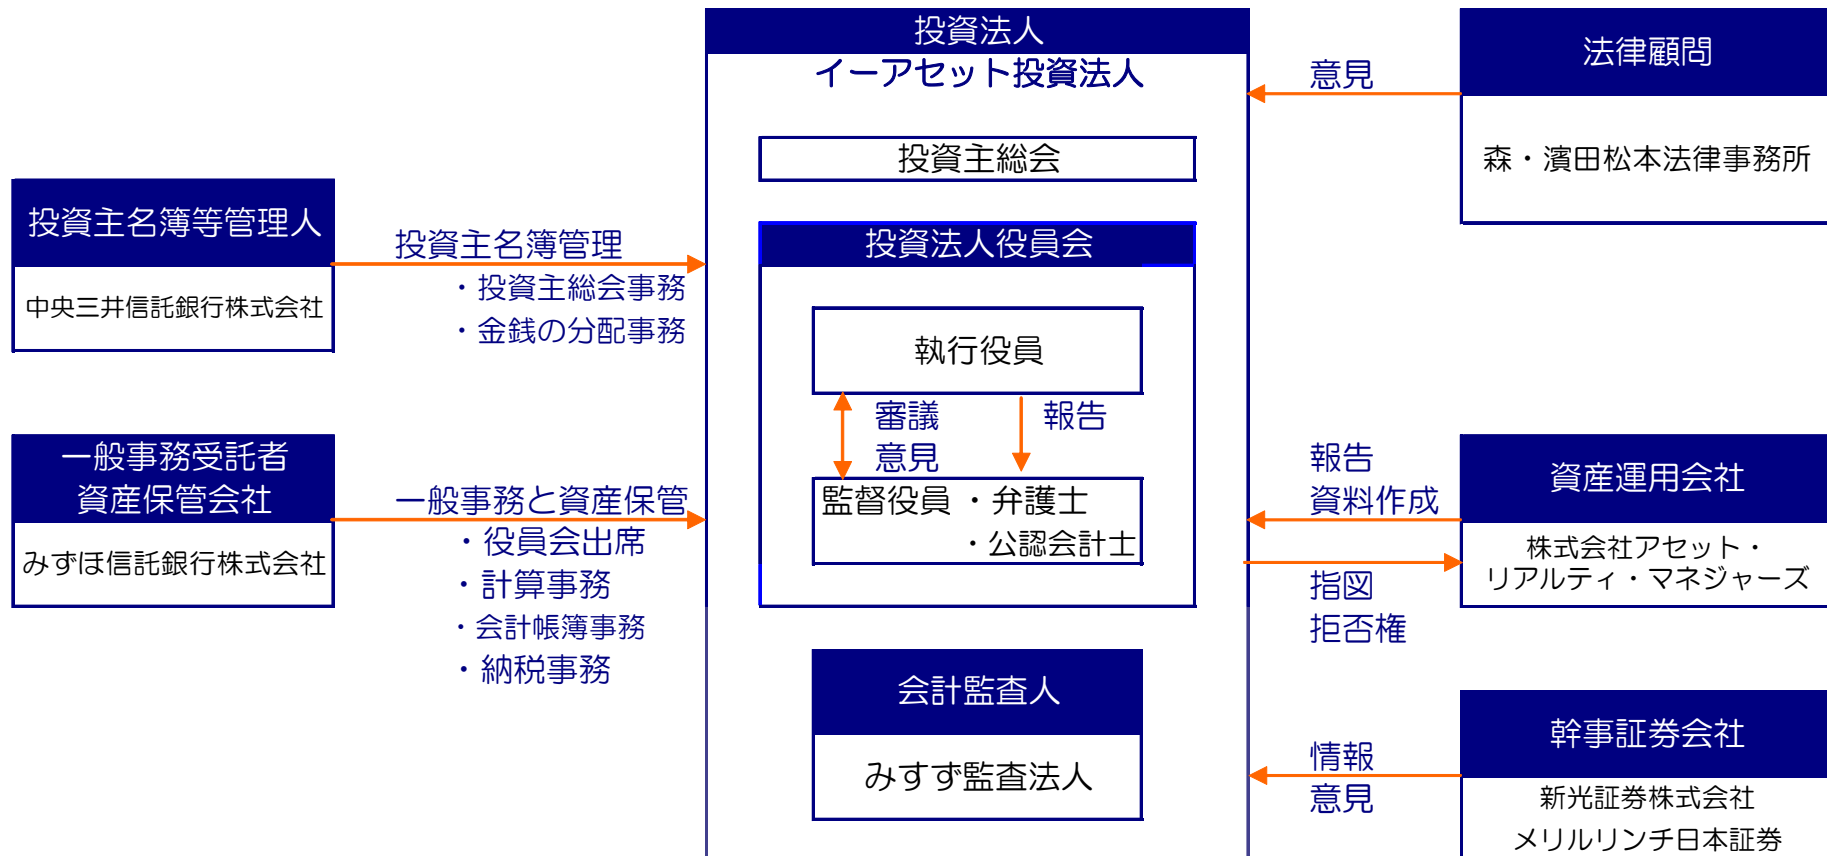 投資法人
イーアセット投資法人
投資主総会
投資法人役員会
執行役員
審議
意見
報告
監督役員 ・弁護士
・公認会計士
会計監査人
みすず監査法人
投資主名簿等管理人
中央三井信託銀行株式会社
投資主名簿管理
・投資主総会事務
・金銭の分配事務
一般事務受託者
資産保管会社
みずほ信託銀行株式会社
一般事務と資産保管
・役員会出席
・計算事務
・会計帳簿事務
・納税事務
意見
法律顧問
森・濱田松本法律事務所
報告
資料作成
指図
拒否権
資産運用会社
株式会社アセット・
リアルティ・マネジャーズ
情報
意見
幹事証券会社
新光証券株式会社
メリルリンチ日本証券